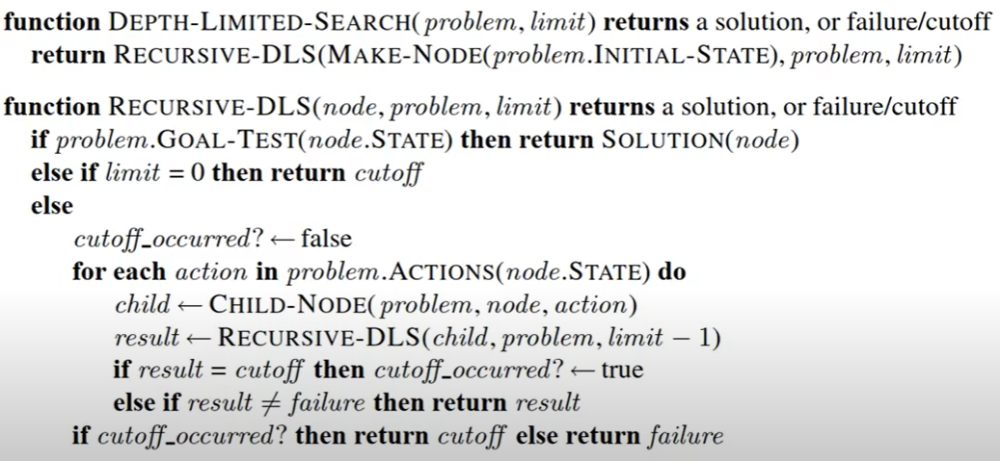 function DEPTH-LIMITED-SEARCH(problem, limit) returns a solution, or failure/cutoff
return RECURSIVE-DLS(MAKE-NODE(problem.INITIAL-STATE), problem, limit)
function RECURSIVE-DLS(node, problem, limit) returns a solution, or failure/cutoff
if problem.GOAL-TEST(node.STATE) then return SOLUTION(node)
else if limit = 0 then return cutoff
else
cutoff_occurred? ← false
for each action in problem.ACTIONS(node.STATE) do
child ← CHILD-NODE(problem, node, action)
result ← RECURSIVE-DLS(child, problem, limit − 1)
if result = cutoff then cutoff_occurred? ← true
else if result ≠ failure then return result
if cutoff_occurred? then return cutoff else return failure